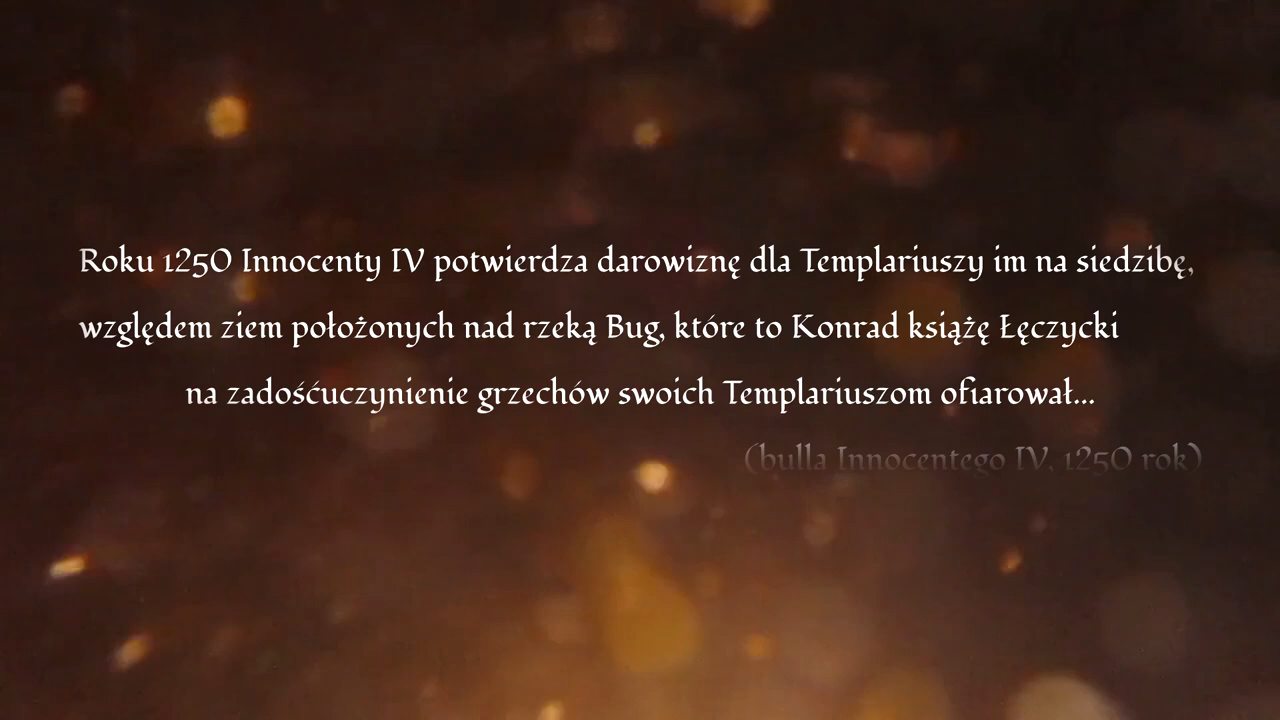 Roku 1250 Innocenty IV potwierdza darowiznę dla Templariuszy im na siedzibę,
względem ziem położonych nad rzeką Bug, które to Konrad książę Łęczycki
na zadośćuczynienie grzechów swoich Templariuszom ofiarował...
(bulla Innocentego IV, 1250 rok)